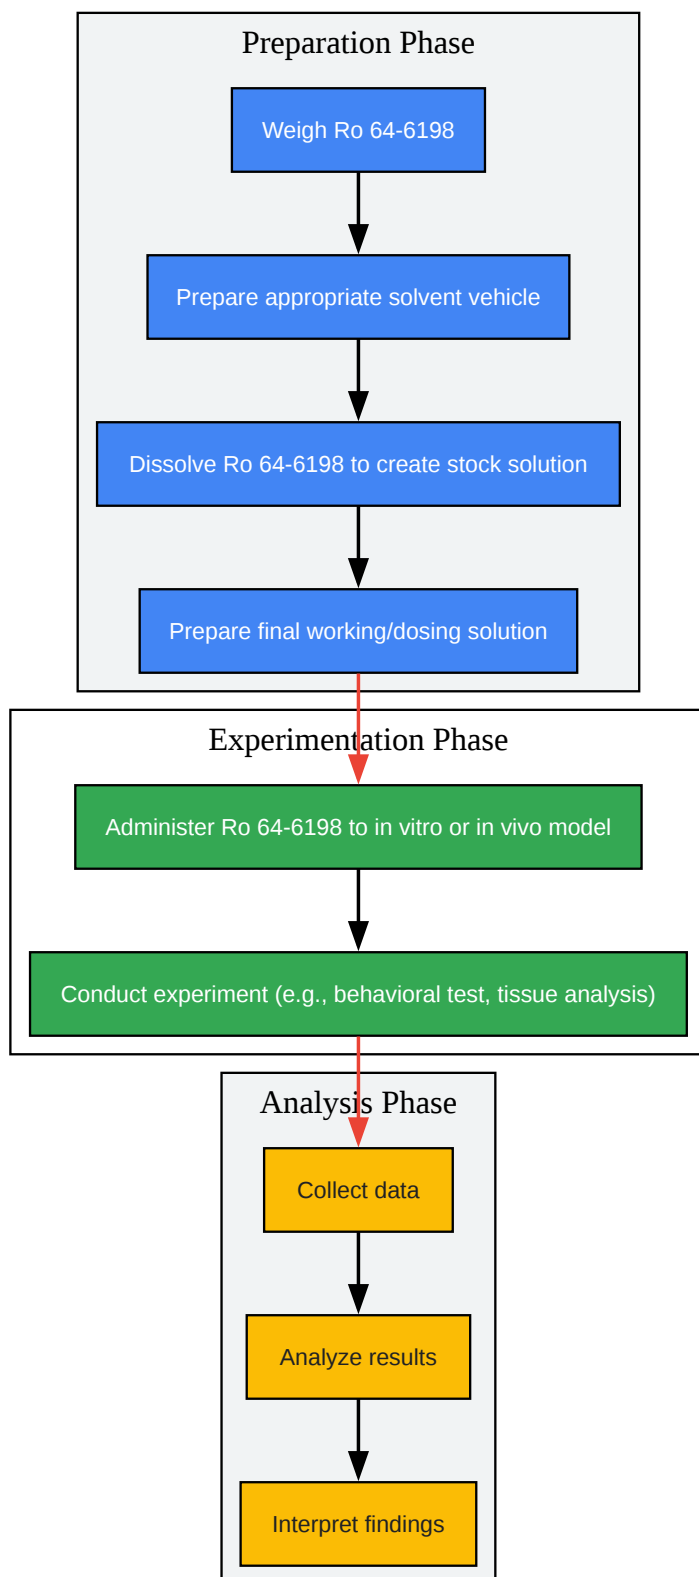 Preparation Phase
Weigh Ro 64-6198
Prepare appropriate solvent vehicle
Dissolve Ro 64-6198 to create stock solution
Prepare final working/dosing solution
Experimentation Phase
Administer Ro 64-6198 to in vitro or in vivo model
Conduct experiment (e.g., behavioral test, tissue analysis)
Analysis Phase
Collect data
Analyze results
Interpret findings